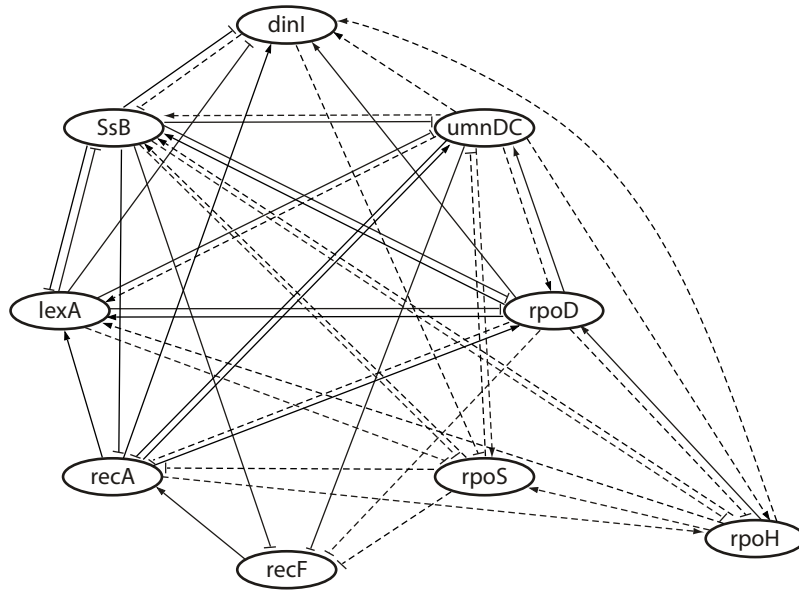 dinI
SsB
umnDC
lexA
rpoD
recA
rpoS
rpoH
recF